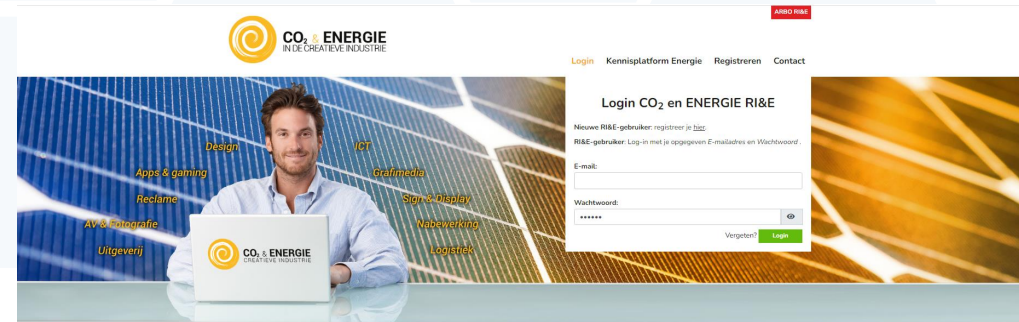 ARBO RI&E
CO₂ & ENERGIE
IN DE CREATIEVE INDUSTRIE
Login Kennisplatform Energie Registreren Contact
Design
ICT
Apps & gaming
Grafimedia
Reclame
Sign & Display
AV & Fotografie
Nabewerking
Uitgeverij
Logistiek
CO₂ & ENERGIE
CREATIEVE INDUSTRIE
Login CO₂ en ENERGIE RI&E
Nieuwe RI&E-gebruiker: registreer je hier.
RI&E-gebruiker: Log-in met je opgegeven E-mailadres en Wachtwoord .
E-mail:
Wachtwoord:
••••••
Vergeten? Login